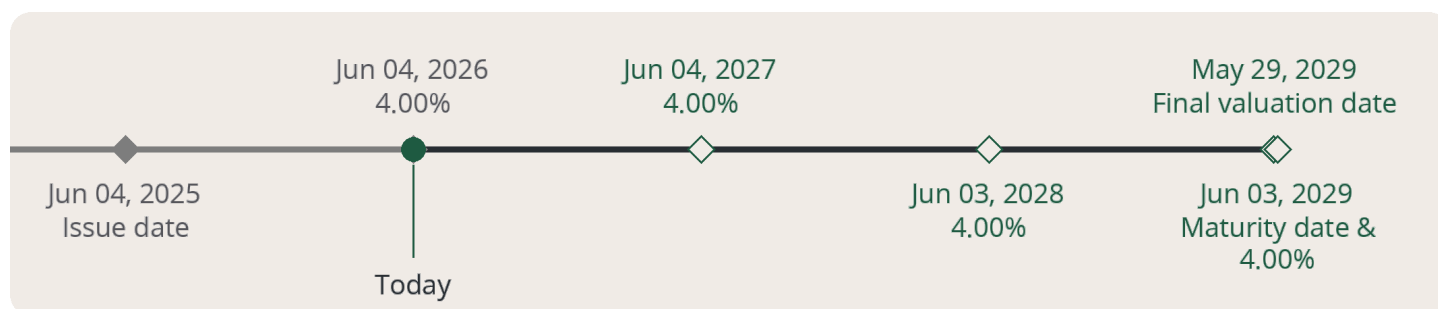 Jun 04, 2025
Issue date
Jun 04, 2026
4.00%
Today
Jun 04, 2027
4.00%
Jun 03, 2028
4.00%
May 29, 2029
Final valuation date
Jun 03, 2029
Maturity date &
4.00%